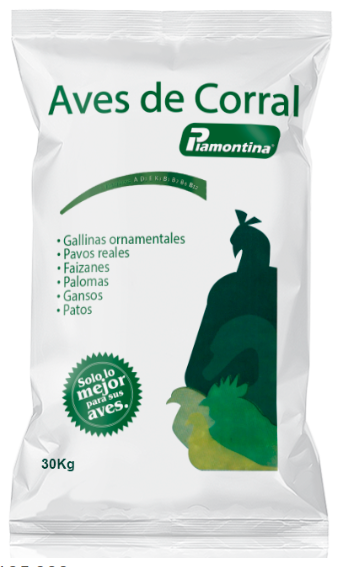 Aves de Corral
Piamontina
• Gallinas ornamentales
• Pavos reales
• Faizanes
• Palomas
• Gansos
• Patos
Solo lo
mejor
para sus
aves.
30Kg